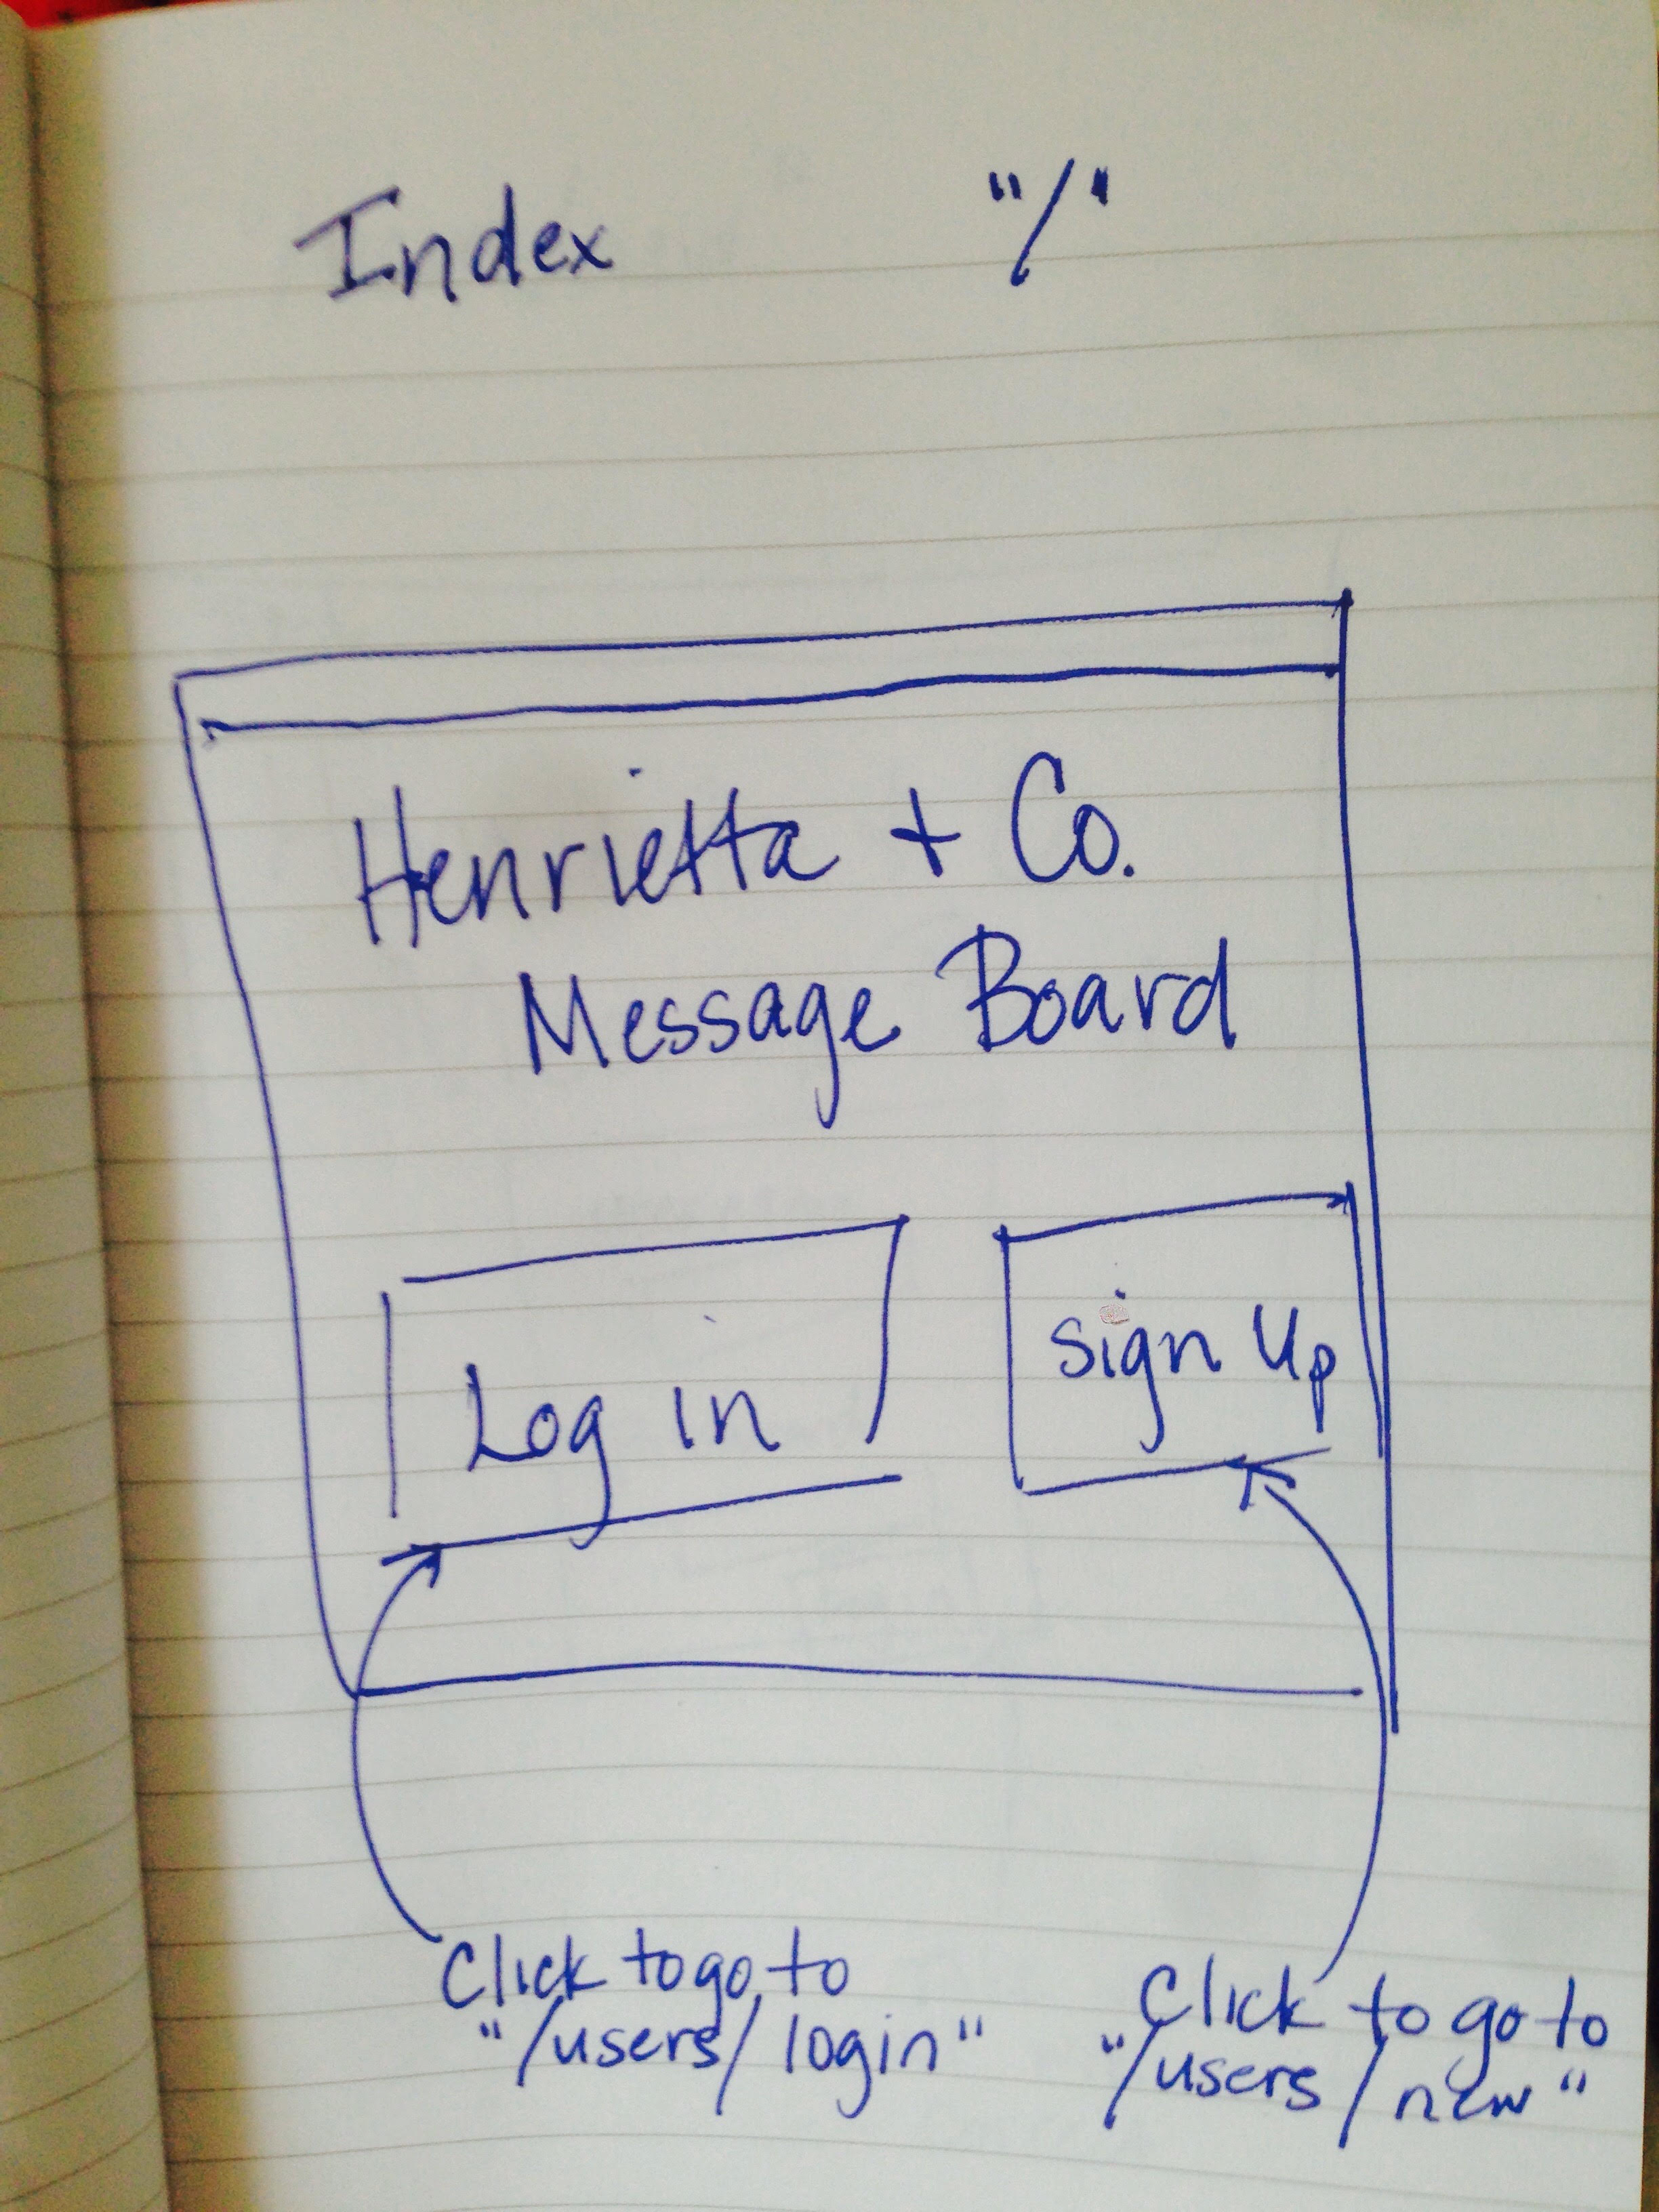 Index "/"
Henrietta + Co.
Message Board
Log in
sign Up
Click to go to
"/users/login"
Click to go to
"/users/new"